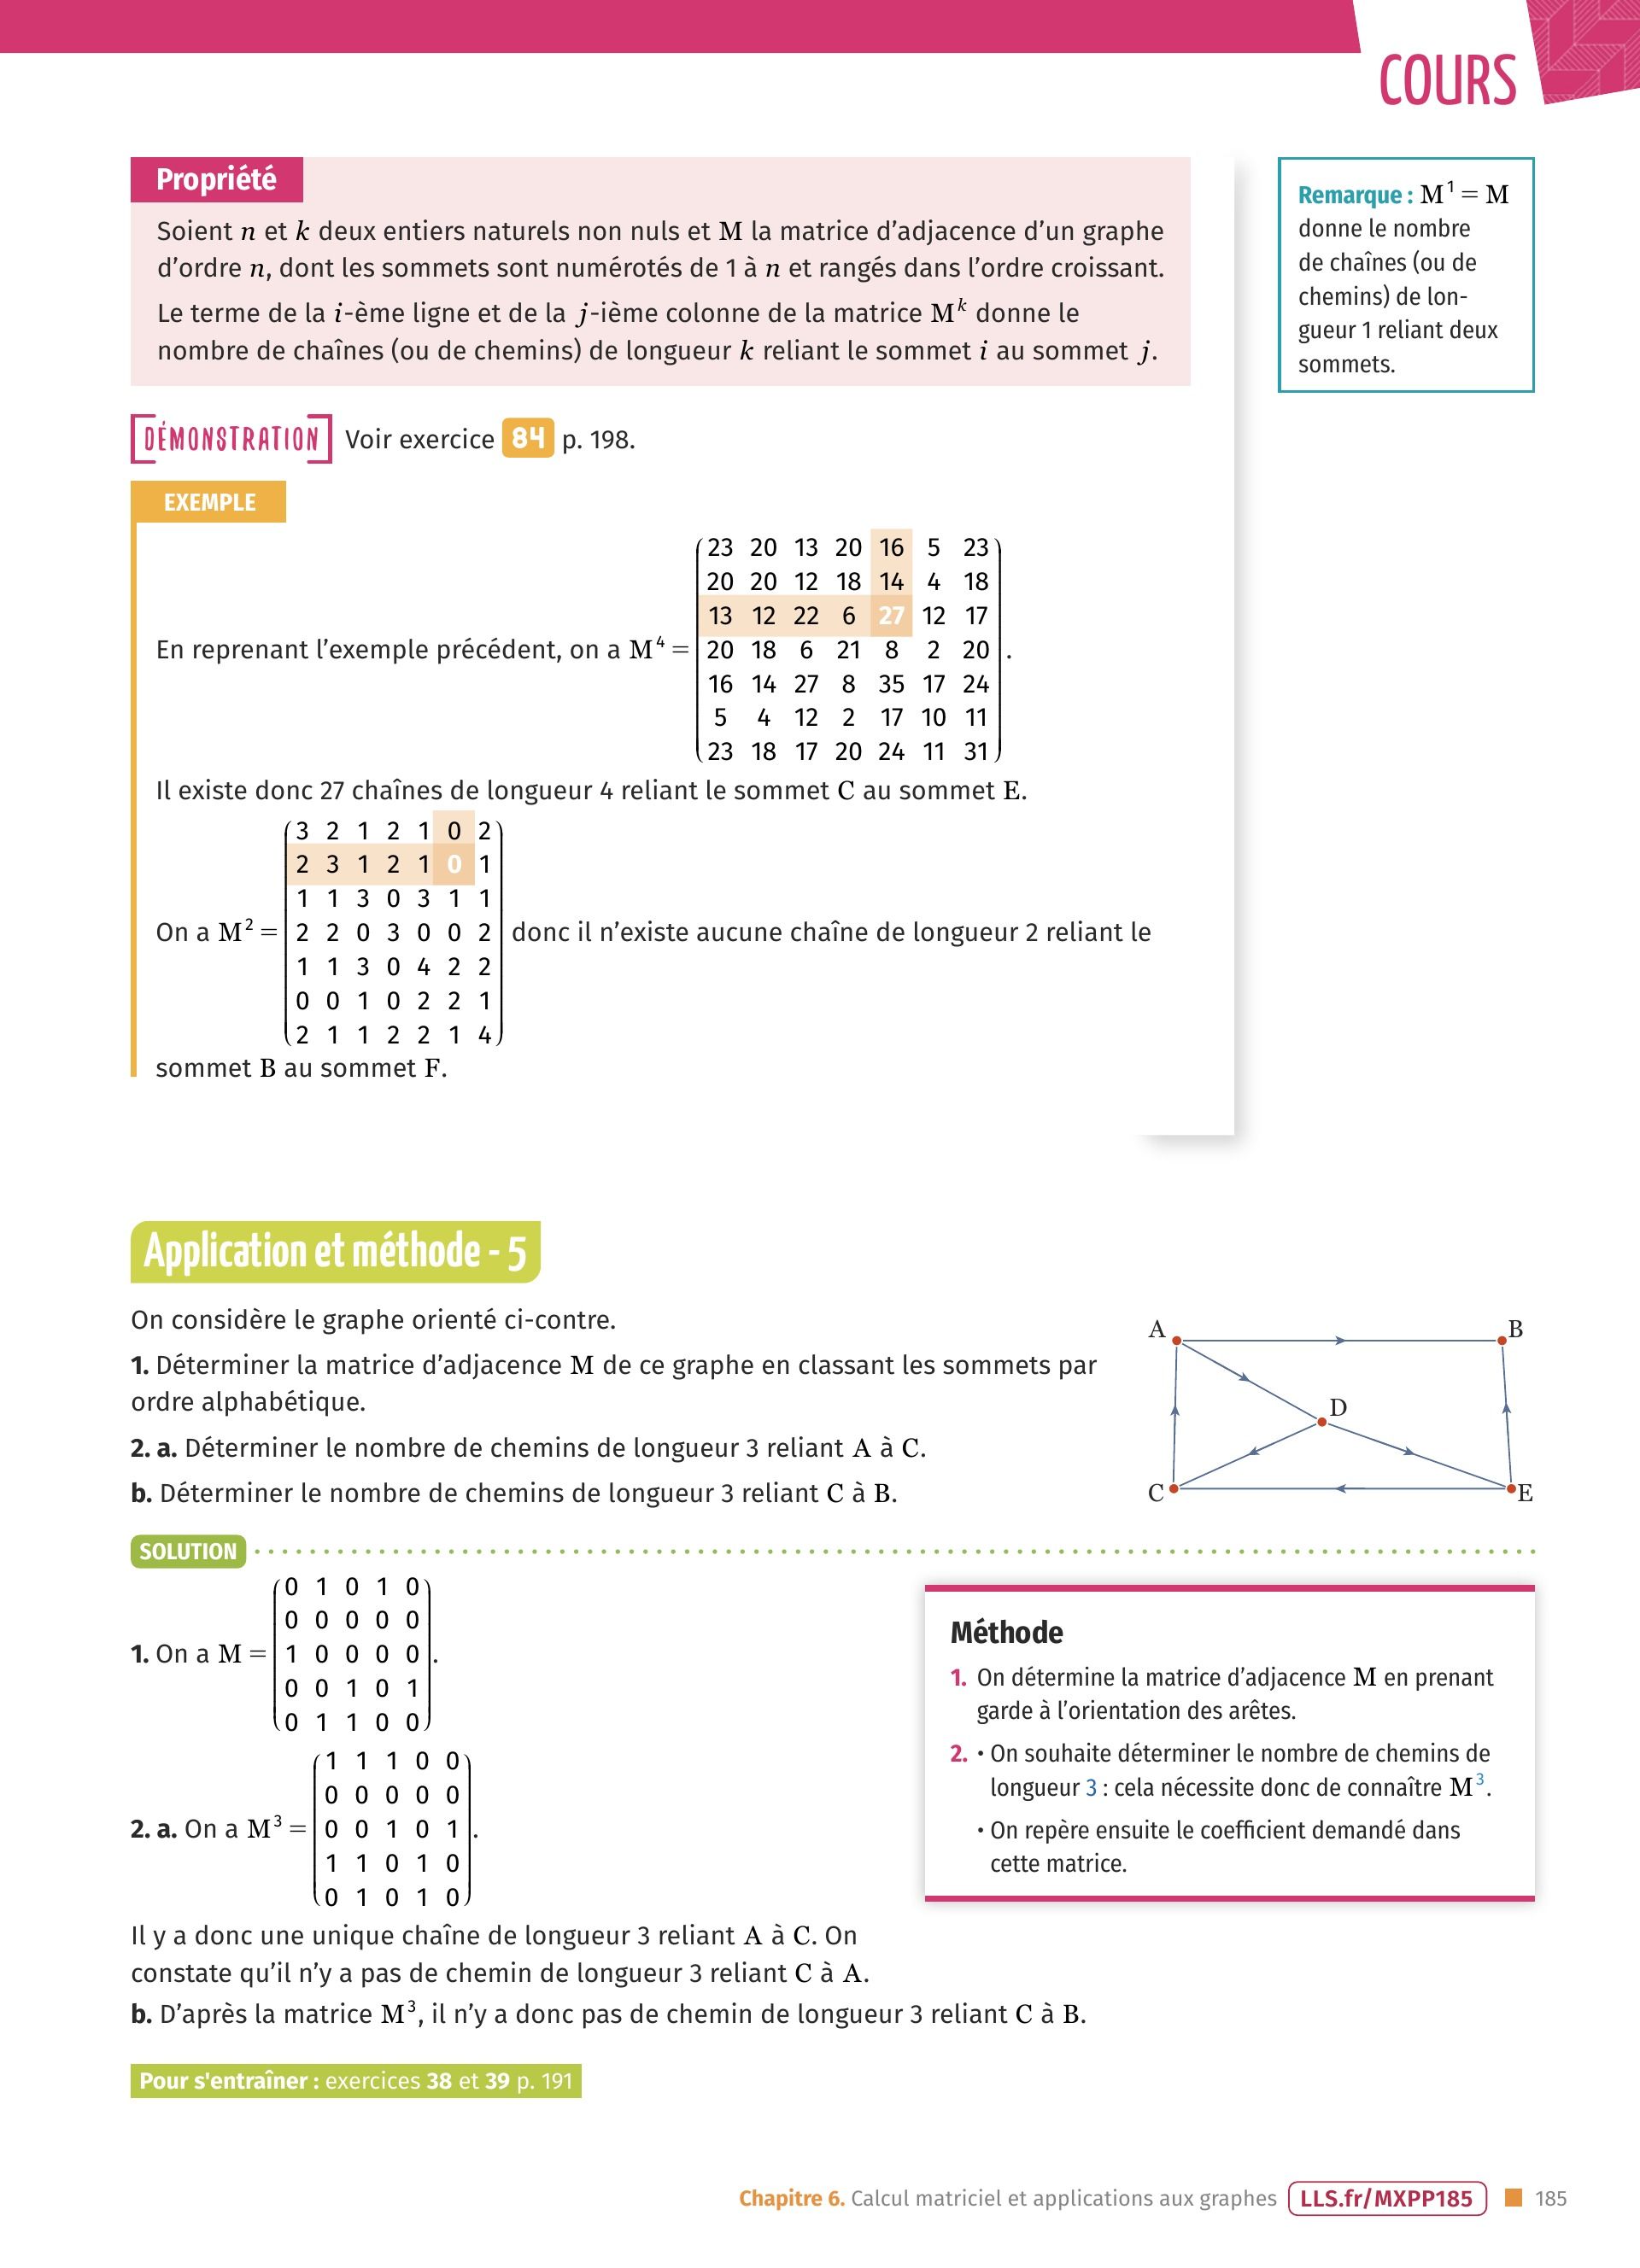 COURS
Propriété
Soient n et k deux entiers naturels non nuls et M la matrice d’adjacence d’un graphe
d’ordre n, dont les sommets sont numérotés de 1 à n et rangés dans l’ordre croissant.
Le terme de la i-ème ligne et de la j-ième colonne de la matrice M^k donne le
nombre de chaînes (ou de chemins) de longueur k reliant le sommet i au sommet j.
Remarque : M^1 = M
donne le nombre
de chaînes (ou de
chemins) de lon-
gueur 1 reliant deux
sommets.
DÉMONSTRATION Voir exercice 84 p. 198.
EXEMPLE
En reprenant l’exemple précédent, on a M^4 =
23 20 13 20 16 5 23
20 20 12 18 14 4 18
13 12 22 6 27 12 17
20 18 6 21 8 2 20 .
16 14 27 8 35 17 24
5 4 12 2 17 10 11
23 18 17 20 24 11 31
Il existe donc 27 chaînes de longueur 4 reliant le sommet C au sommet E.
On a M^2 =
3 2 1 2 1 0 2
2 3 1 2 1 0 1
1 1 3 0 3 1 1
2 2 0 3 0 0 2
1 1 3 0 4 2 2
0 0 1 0 2 2 1
2 1 1 2 2 1 4
donc il n’existe aucune chaîne de longueur 2 reliant le
sommet B au sommet F.
Application et méthode - 5
On considère le graphe orienté ci-contre.
1. Déterminer la matrice d’adjacence M de ce graphe en classant les sommets par
ordre alphabétique.
2. a. Déterminer le nombre de chemins de longueur 3 reliant A à C.
b. Déterminer le nombre de chemins de longueur 3 reliant C à B.
A
B
D
C
E
SOLUTION
1. On a M =
0 1 0 1 0
0 0 0 0 0
1 0 0 0 0 .
0 0 1 0 1
0 1 1 0 0
2. a. On a M^3 =
1 1 1 0 0
0 0 0 0 0
0 0 1 0 1 .
1 1 0 1 0
0 1 0 1 0
Il y a donc une unique chaîne de longueur 3 reliant A à C. On
constate qu’il n’y a pas de chemin de longueur 3 reliant C à A.
b. D’après la matrice M^3, il n’y a donc pas de chemin de longueur 3 reliant C à B.
Méthode
1. On détermine la matrice d’adjacence M en prenant
garde à l’orientation des arêtes.
2. • On souhaite déterminer le nombre de chemins de
longueur 3 : cela nécessite donc de connaître M^3.
• On repère ensuite le coefficient demandé dans
cette matrice.
Pour s'entraîner : exercices 38 et 39 p. 191
Chapitre 6. Calcul matriciel et applications aux graphes LLS.fr/MXPP185 185